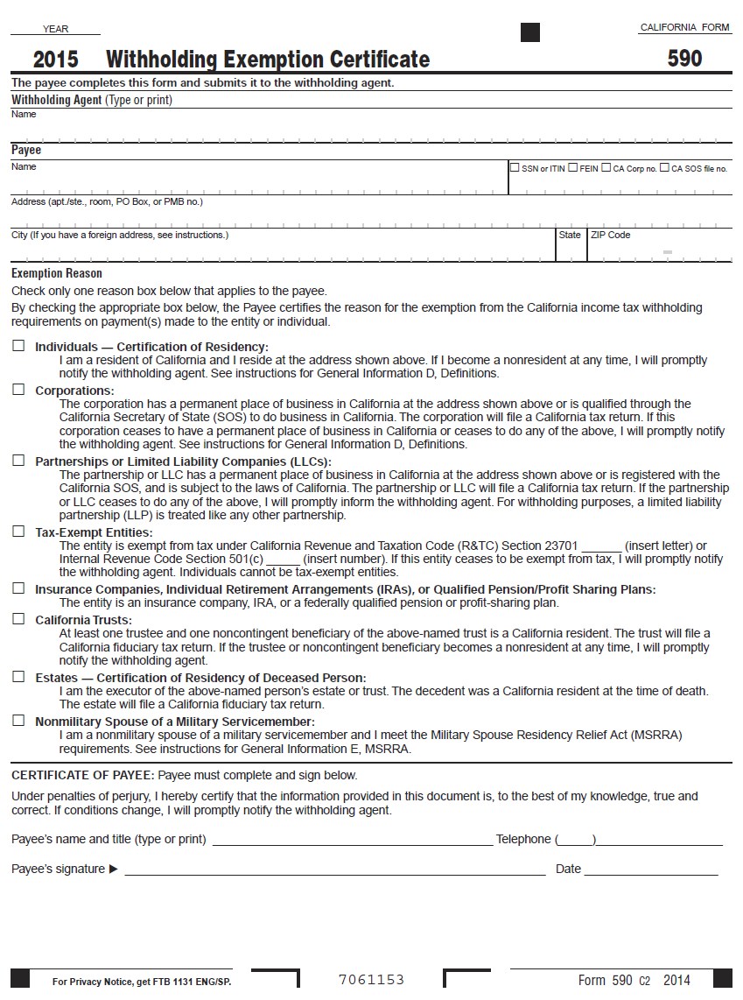 YEAR
CALIFORNIA FORM
2015 Withholding Exemption Certificate 590
The payee completes this form and submits it to the withholding agent.
Withholding Agent (Type or print)
Name
Payee
Name
☐ SSN or ITIN ☐ FEIN ☐ CA Corp no. ☐ CA SOS file no.
Address (apt./ste., room, PO Box, or PMB no.)
City (If you have a foreign address, see instructions.) State ZIP Code
Exemption Reason
Check only one reason box below that applies to the payee.
By checking the appropriate box below, the Payee certifies the reason for the exemption from the California income tax withholding
requirements on payment(s) made to the entity or individual.
☐ Individuals — Certification of Residency:
I am a resident of California and I reside at the address shown above. If I become a nonresident at any time, I will promptly
notify the withholding agent. See instructions for General Information D, Definitions.
☐ Corporations:
The corporation has a permanent place of business in California at the address shown above or is qualified through the
California Secretary of State (SOS) to do business in California. The corporation will file a California tax return. If this
corporation ceases to have a permanent place of business in California or ceases to do any of the above, I will promptly notify
the withholding agent. See instructions for General Information D, Definitions.
☐ Partnerships or Limited Liability Companies (LLCs):
The partnership or LLC has a permanent place of business in California at the address shown above or is registered with the
California SOS, and is subject to the laws of California. The partnership or LLC will file a California tax return. If the partnership
or LLC ceases to do any of the above, I will promptly inform the withholding agent. For withholding purposes, a limited liability
partnership (LLP) is treated like any other partnership.
☐ Tax-Exempt Entities:
The entity is exempt from tax under California Revenue and Taxation Code (R&TC) Section 23701 ______ (insert letter) or
Internal Revenue Code Section 501(c) _____ (insert number). If this entity ceases to be exempt from tax, I will promptly notify
the withholding agent. Individuals cannot be tax-exempt entities.
☐ Insurance Companies, Individual Retirement Arrangements (IRAs), or Qualified Pension/Profit Sharing Plans:
The entity is an insurance company, IRA, or a federally qualified pension or profit-sharing plan.
☐ California Trusts:
At least one trustee and one noncontingent beneficiary of the above-named trust is a California resident. The trust will file a
California fiduciary tax return. If the trustee or noncontingent beneficiary becomes a nonresident at any time, I will promptly
notify the withholding agent.
☐ Estates — Certification of Residency of Deceased Person:
I am the executor of the above-named person's estate or trust. The decedent was a California resident at the time of death.
The estate will file a California fiduciary tax return.
☐ Nonmilitary Spouse of a Military Servicemember:
I am a nonmilitary spouse of a military servicemember and I meet the Military Spouse Residency Relief Act (MSRRA)
requirements. See instructions for General Information E, MSRRA.
CERTIFICATE OF PAYEE: Payee must complete and sign below.
Under penalties of perjury, I hereby certify that the information provided in this document is, to the best of my knowledge, true and
correct. If conditions change, I will promptly notify the withholding agent.
Payee's name and title (type or print) ____________________ Telephone (_____)____________________
Payee's signature ▶ ____________________ Date ____________________
For Privacy Notice, get FTB 1131 ENG/SP. 7061153 Form 590 C2 2014